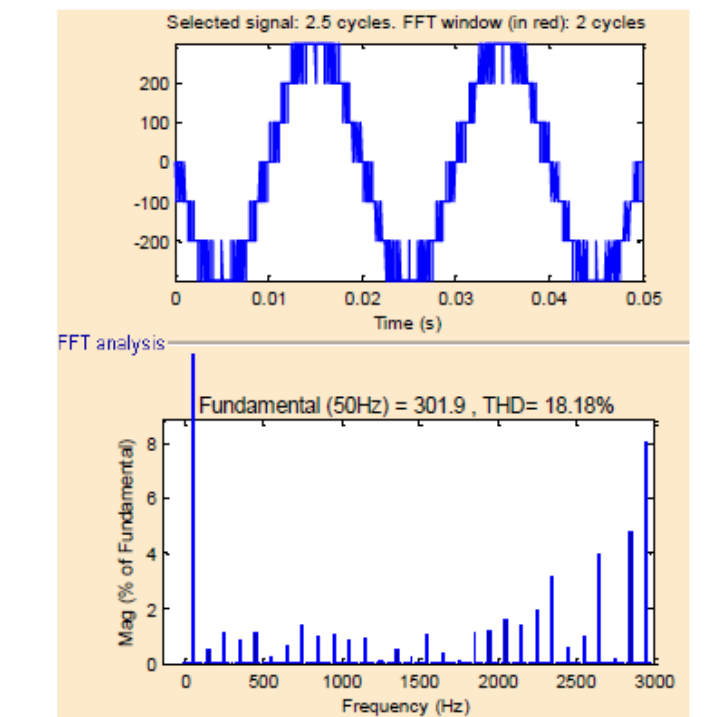 Selected signal: 2.5 cycles. FFT window (in red): 2 cycles
200
100
0
-100
-200
0 0.01 0.02 0.03 0.04 0.05
Time (s)
FFT analysis
Fundamental (50Hz) = 301.9 , THD= 18.18%
Mag (% of Fundamental)
8
6
4
2
0
0 500 1000 1500 2000 2500 3000
Frequency (Hz)